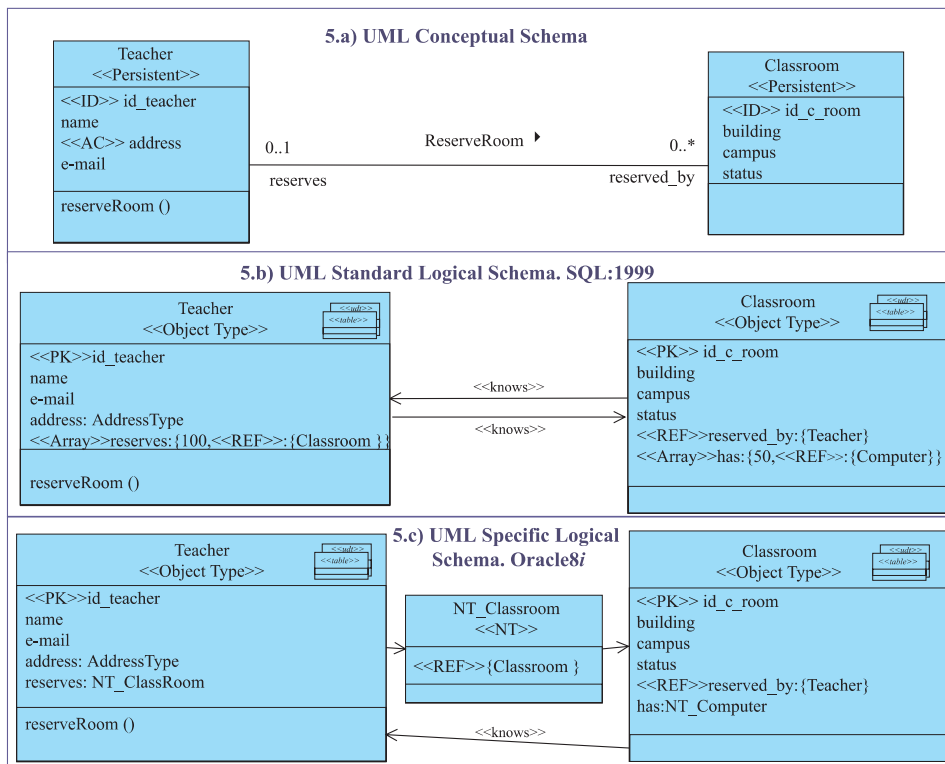 5.a) UML Conceptual Schema
Teacher
<<Persistent>>
<<ID>> id_teacher
name
<<AC>> address
e-mail
reserveRoom ()
0..1
ReserveRoom
0..*
reserves
reserved_by
Classroom
<<Persistent>>
<<ID>> id_c_room
building
campus
status
5.b) UML Standard Logical Schema. SQL:1999
Teacher
<<Object Type>>
<<udt>>
<<table>>
<<PK>>id_teacher
name
e-mail
address: AddressType
<<Array>>reserves:{100,<<REF>>:{Classroom }}
reserveRoom ()
<<knows>>
<<knows>>
Classroom
<<Object Type>>
<<udt>>
<<table>>
<<PK>> id_c_room
building
campus
status
<<REF>>reserved_by:{Teacher}
<<Array>>has:{50,<<REF>>:{Computer}}
5.c) UML Specific Logical
Schema. Oracle8i
Teacher
<<Object Type>>
<<udt>>
<<table>>
<<PK>>id_teacher
name
e-mail
address: AddressType
reserves: NT_ClassRoom
reserveRoom ()
NT_Classroom
<<NT>>
<<REF>>{Classroom }
<<knows>>
Classroom
<<Object Type>>
<<udt>>
<<table>>
<<PK>> id_c_room
building
campus
status
<<REF>>reserved_by:{Teacher}
has:NT_Computer